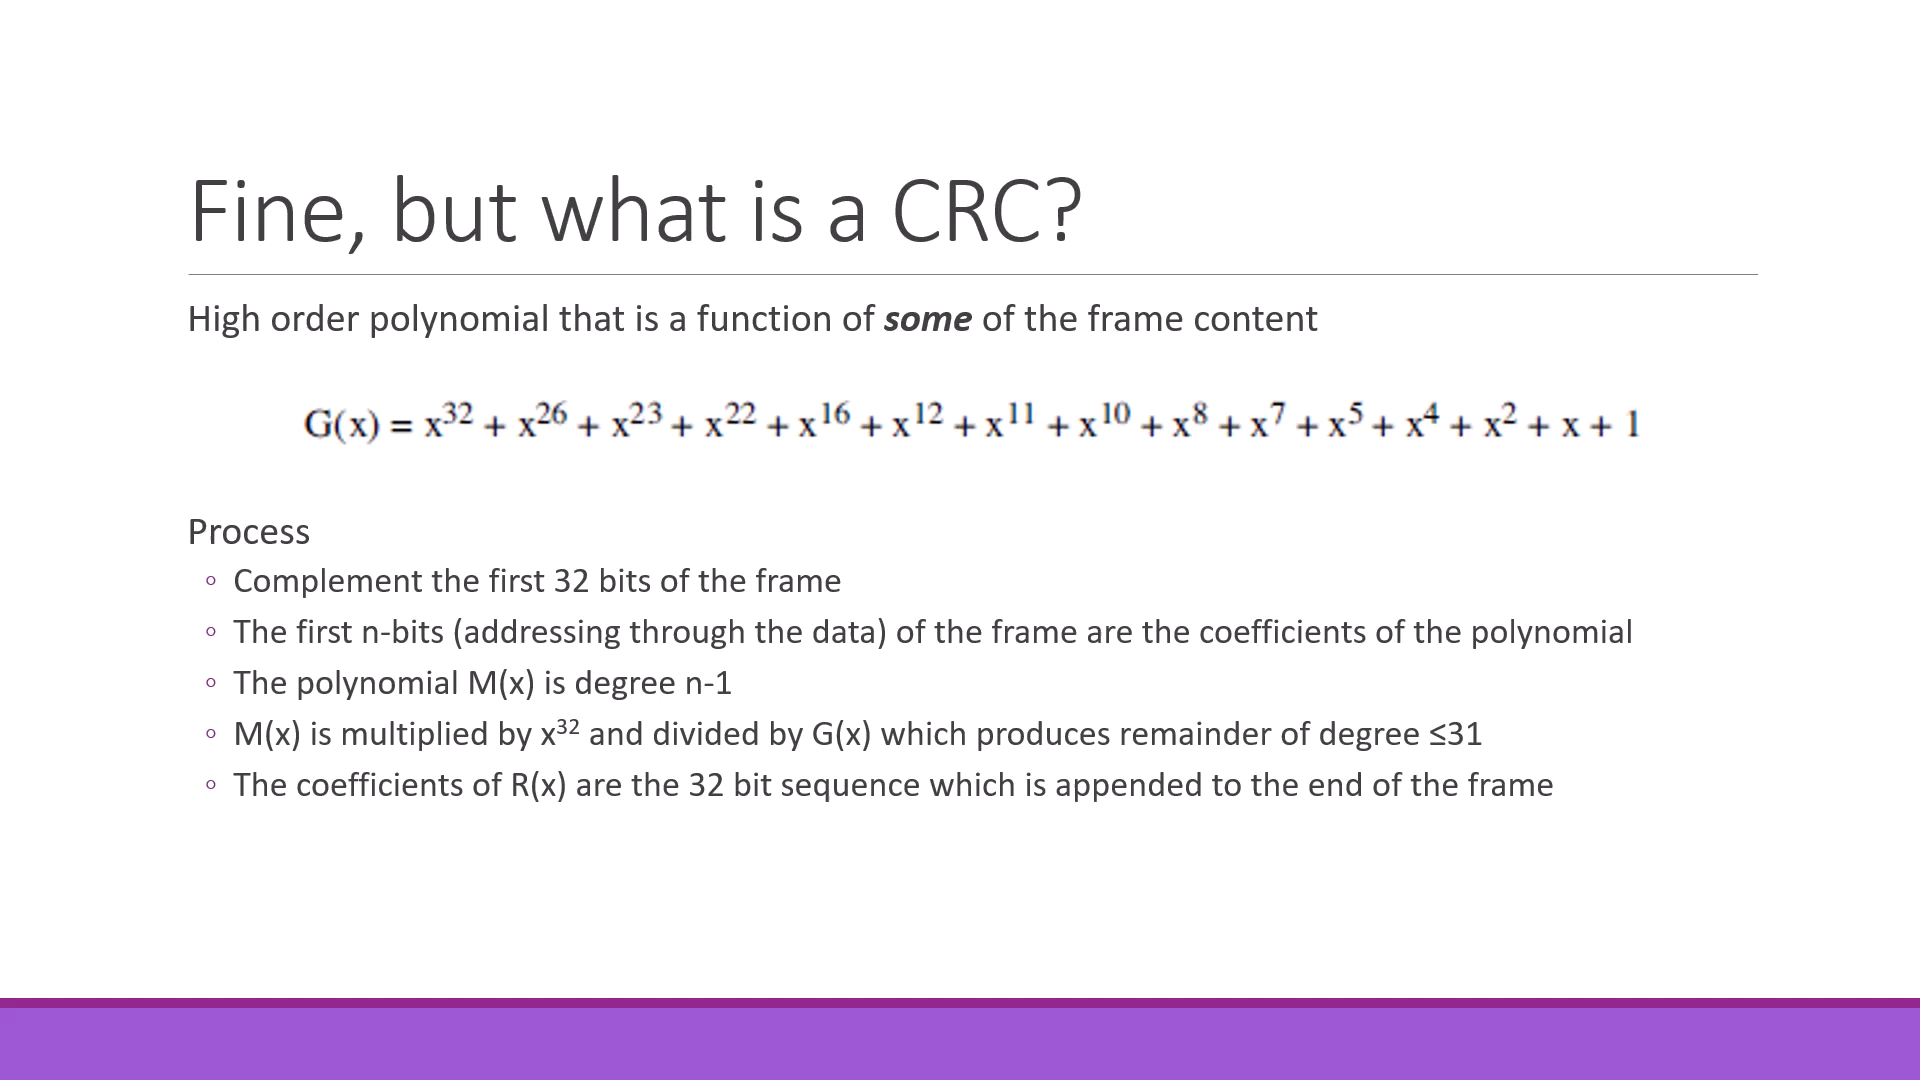 Fine, but what is a CRC?
High order polynomial that is a function of some of the frame content
G(x) = x³² + x²⁶ + x²³ + x²² + x¹⁶ + x¹² + x¹¹ + x¹⁰ + x⁸ + x⁷ + x⁵ + x⁴ + x² + x + 1
Process
◦ Complement the first 32 bits of the frame
◦ The first n-bits (addressing through the data) of the frame are the coefficients of the polynomial
◦ The polynomial M(x) is degree n-1
◦ M(x) is multiplied by x³² and divided by G(x) which produces remainder of degree ≤31
◦ The coefficients of R(x) are the 32 bit sequence which is appended to the end of the frame